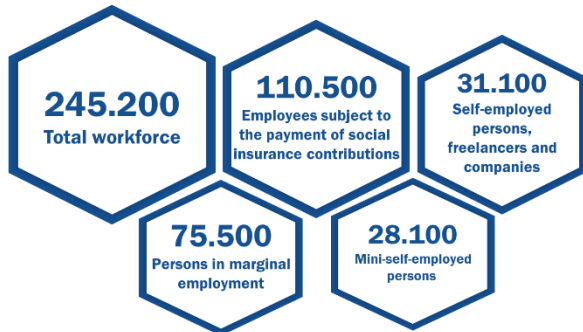 245.200
Total workforce
110.500
Employees subject to
the payment of social
insurance contributions
31.100
Self-employed
persons,
freelancers and
companies
75.500
Persons in marginal
employment
28.100
Mini-self-employed
persons